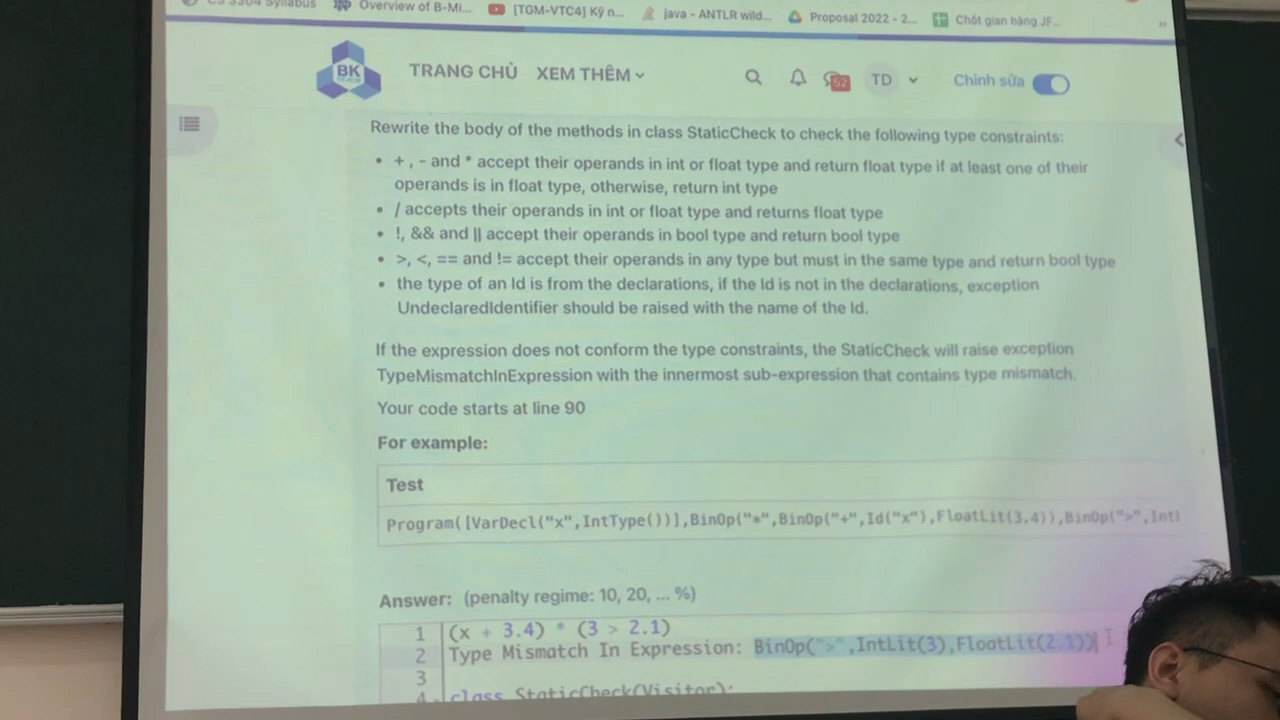 CS 3304 Syllabus
Overview of B-Mi...
[TGM-VTC4] Kỹ n...
java - ANTLR wild...
Proposal 2022 - 2...
Chốt gian hàng JF...
»
BK
TRANG CHỦ XEM THÊM
TD
Chỉnh sửa
Rewrite the body of the methods in class StaticCheck to check the following type constraints:
• + , - and * accept their operands in int or float type and return float type if at least one of their
operands is in float type, otherwise, return int type
• / accepts their operands in int or float type and returns float type
• !, && and || accept their operands in bool type and return bool type
• >, <, == and != accept their operands in any type but must in the same type and return bool type
• the type of an Id is from the declarations, if the Id is not in the declarations, exception
UndeclaredIdentifier should be raised with the name of the Id.
If the expression does not conform the type constraints, the StaticCheck will raise exception
TypeMismatchInExpression with the innermost sub-expression that contains type mismatch.
Your code starts at line 90
For example:
Test
Program([VarDecl("x",IntType())],BinOp("*",BinOp("+",Id("x"),FloatLit(3.4)),BinOp(">",Intl
Answer: (penalty regime: 10, 20, ... %)
1 (x + 3.4) * (3 > 2.1)
2 Type Mismatch In Expression: BinOp(">",IntLit(3),FloatLit(2.1))
3
4 class StaticCheck(Visitor):